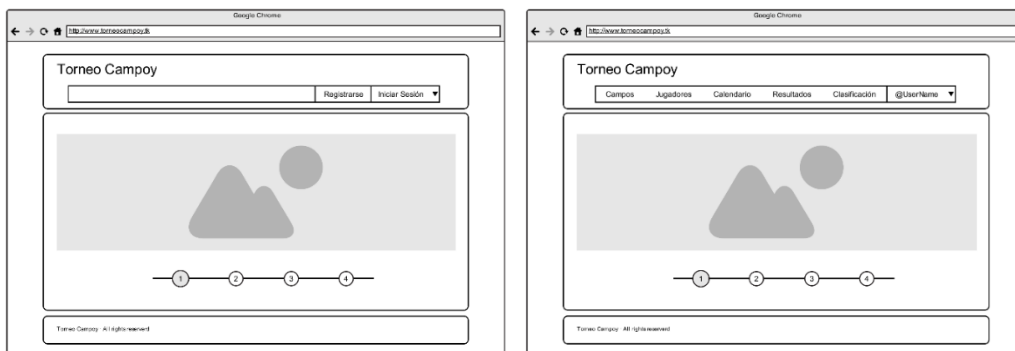 Google Chrome
http://www.torneocampoy.tk
Torneo Campoy
Registrarse Iniciar Sesión
1 2 3 4
Torneo Campoy · All rights reserved
Google Chrome
http://www.torneocampoy.tk
Torneo Campoy
Campos Jugadores Calendario Resultados Clasificación @UserName
1 2 3 4
Torneo Campoy · All rights reserved